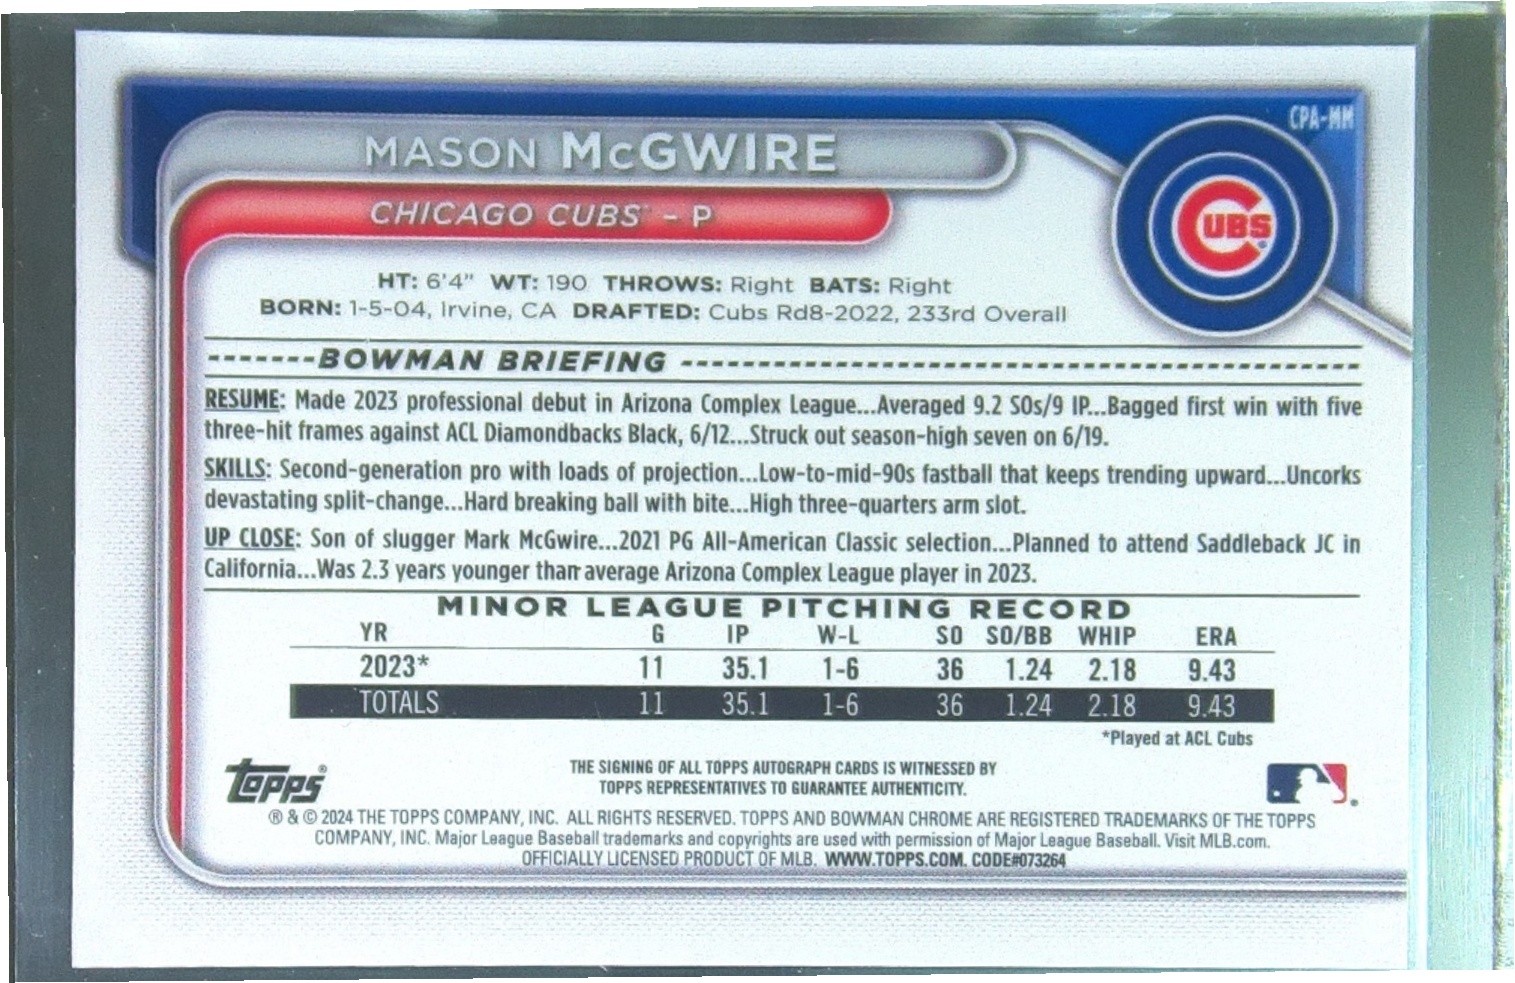 CPA-MM
MASON McGWIRE
CHICAGO CUBS - P
CUBS
HT: 6'4" WT: 190 THROWS: Right BATS: Right
BORN: 1-5-04, Irvine, CA DRAFTED: Cubs Rd8-2022, 233rd Overall
BOWMAN BRIEFING
RESUME: Made 2023 professional debut in Arizona Complex League...Averaged 9.2 SOs/9 IP...Bagged first win with five
three-hit frames against ACL Diamondbacks Black, 6/12...Struck out season-high seven on 6/19.
SKILLS: Second-generation pro with loads of projection...Low-to-mid-90s fastball that keeps trending upward...Uncorks
devastating split-change...Hard breaking ball with bite...High three-quarters arm slot.
UP CLOSE: Son of slugger Mark McGwire...2021 PG All-American Classic selection...Planned to attend Saddleback JC in
California...Was 2.3 years younger than average Arizona Complex League player in 2023.
MINOR LEAGUE PITCHING RECORD
YR G IP W-L SO SO/BB WHIP ERA
2023* 11 35.1 1-6 36 1.24 2.18 9.43
TOTALS 11 35.1 1-6 36 1.24 2.18 9.43
*Played at ACL Cubs
Topps®
THE SIGNING OF ALL TOPPS AUTOGRAPH CARDS IS WITNESSED BY
TOPPS REPRESENTATIVES TO GUARANTEE AUTHENTICITY.
® & © 2024 THE TOPPS COMPANY, INC. ALL RIGHTS RESERVED. TOPPS AND BOWMAN CHROME ARE REGISTERED TRADEMARKS OF THE TOPPS
COMPANY, INC. Major League Baseball trademarks and copyrights are used with permission of Major League Baseball. Visit MLB.com.
OFFICIALLY LICENSED PRODUCT OF MLB. WWW.TOPPS.COM. CODE#073264